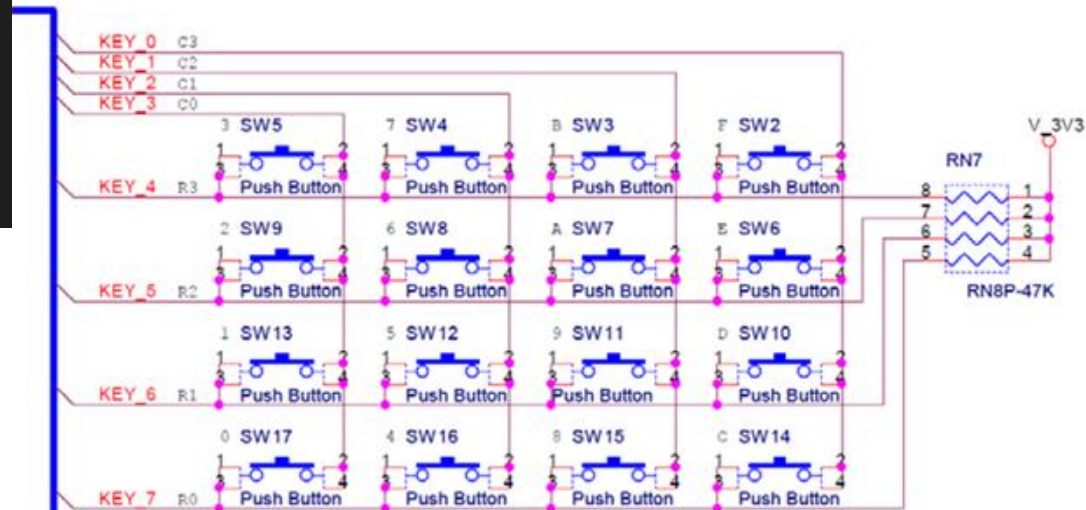 KEY_0 C3
KEY_1 C2
KEY_2 C1
KEY_3 C0
3 SW5 7 SW4 B SW3 F SW2 V_3V3
RN7
1 2 1 2 1 2 1 2
3 4 3 4 3 4 3 4
KEY_4 R3 Push Button Push Button Push Button Push Button 8 1
7 2
2 SW9 6 SW8 A SW7 E SW6 6 3
1 2 1 2 1 2 1 2 5 4
3 4 3 4 3 4 3 4
KEY_5 R2 Push Button Push Button Push Button Push Button RN8P-47K
1 SW13 5 SW12 9 SW11 D SW10
1 2 1 2 1 2 1 2
3 4 3 4 3 4 3 4
KEY_6 R1 Push Button Push Button Push Button Push Button
0 SW17 4 SW16 8 SW15 C SW14
1 2 1 2 1 2 1 2
3 4 3 4 3 4 3 4
KEY_7 R0 Push Button Push Button Push Button Push Button